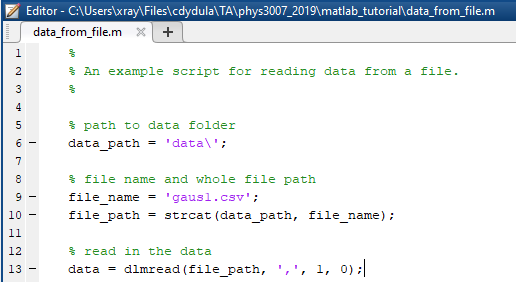 Editor - C:\Users\xray\Files\cdydula\TA\phys3007_2019\matlab_tutorial\data_from_file.m
data_from_file.m × +
1 %
2 % An example script for reading data from a file.
3 %
4
5 % path to data folder
6 – data_path = 'data\';
7
8 % file name and whole file path
9 – file_name = 'gaus1.csv';
10 – file_path = strcat(data_path, file_name);
11
12 % read in the data
13 – data = dlmread(file_path, ',', 1, 0);